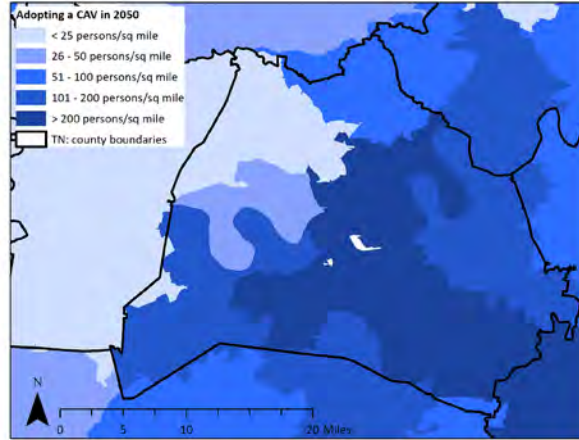 Adopting a CAV in 2050
< 25 persons/sq mile
26 - 50 persons/sq mile
51 - 100 persons/sq mile
101 - 200 persons/sq mile
> 200 persons/sq mile
TN: county boundaries
N
0 5 10 20 Miles